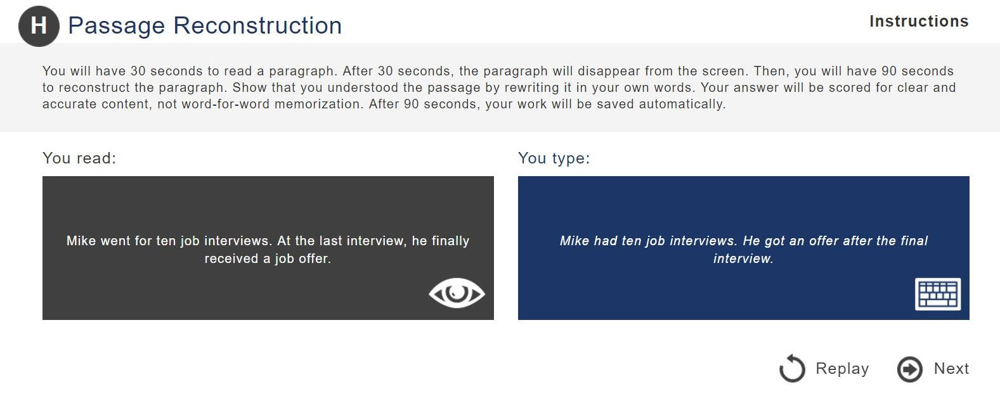 H Passage Reconstruction
Instructions
You will have 30 seconds to read a paragraph. After 30 seconds, the paragraph will disappear from the screen. Then, you will have 90 seconds
to reconstruct the paragraph. Show that you understood the passage by rewriting it in your own words. Your answer will be scored for clear and
accurate content, not word-for-word memorization. After 90 seconds, your work will be saved automatically.
You read:
Mike went for ten job interviews. At the last interview, he finally
received a job offer.
You type:
Mike had ten job interviews. He got an offer after the final
interview.
Replay
Next